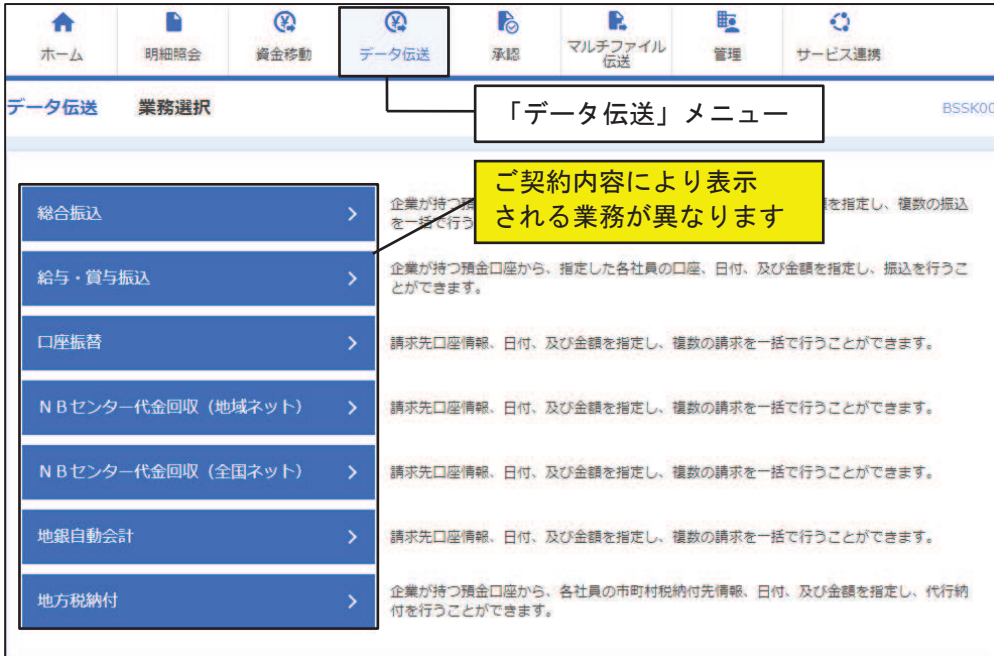 ホーム
明細照会
資金移動
データ伝送
承認
マルチファイル
伝送
管理
サービス連携
データ伝送 業務選択
「データ伝送」メニュー
BSSK00
ご契約内容により表示
される業務が異なります
総合振込
企業が持つ預
を指定し、複数の振込
を一括で行う
給与・賞与振込
企業が持つ預金口座から、指定した各社員の口座、日付、及び金額を指定し、振込を行うこ
とができます。
口座振替
請求先口座情報、日付、及び金額を指定し、複数の請求を一括で行うことができます。
ＮＢセンター代金回収（地域ネット）
請求先口座情報、日付、及び金額を指定し、複数の請求を一括で行うことができます。
ＮＢセンター代金回収（全国ネット）
請求先口座情報、日付、及び金額を指定し、複数の請求を一括で行うことができます。
地銀自動会計
請求先口座情報、日付、及び金額を指定し、複数の請求を一括で行うことができます。
地方税納付
企業が持つ預金口座から、各社員の市町村税納付先情報、日付、及び金額を指定し、代行納
付を行うことができます。